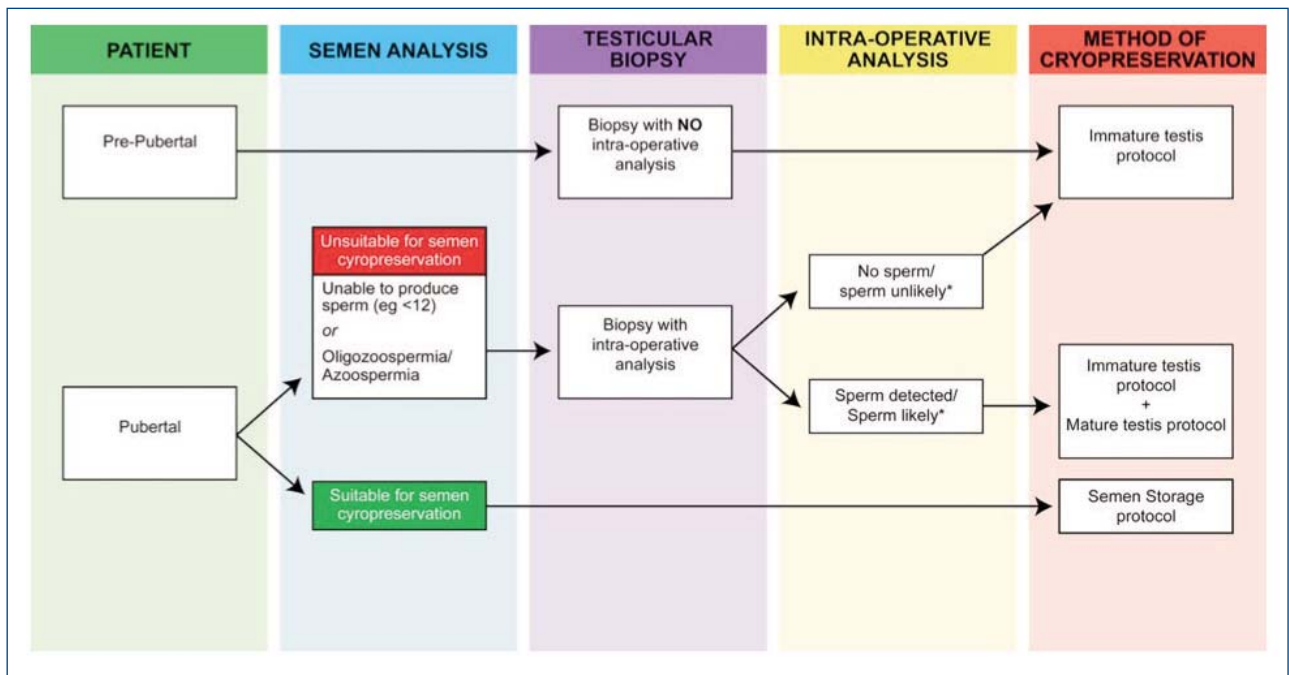 PATIENT
SEMEN ANALYSIS
TESTICULAR
BIOPSY
INTRA-OPERATIVE
ANALYSIS
METHOD OF
CRYOPRESERVATION
Pre-Pubertal
Biopsy with NO
intra-operative
analysis
Immature testis
protocol
Unsuitable for semen
cyropreservation
Unable to produce
sperm (eg <12)
or
Oligozoospermia/
Azoospermia
No sperm/
sperm unlikely*
Biopsy with
intra-operative
analysis
Immature testis
protocol
+
Mature testis protocol
Sperm detected/
Sperm likely*
Pubertal
Suitable for semen
cyropreservation
Semen Storage
protocol